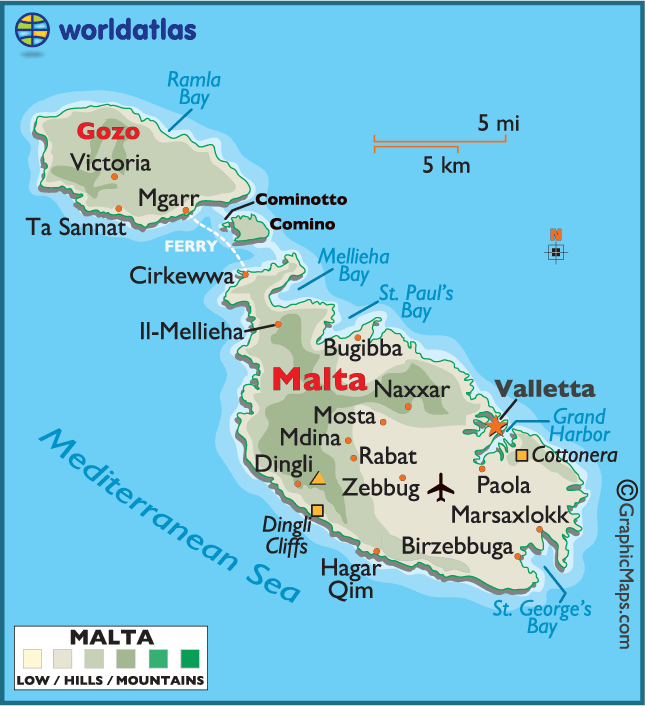 worldatlas
Ramla
Bay
Gozo
Victoria
Mgarr
Ta Sannat
5 mi
5 km
Cominotto
Comino
FERRY
N
Cirkewwa
Mellieha
Bay
St. Paul's
Bay
Il-Mellieha
Bugibba
Malta
Naxxar
Valletta
Mosta
Grand
Harbor
Mdina
Rabat
Cottonera
Dingli
Zebbug
Paola
Dingli
Cliffs
Marsaxlokk
Birzebbuga
Hagar
Qim
St. George's
Bay
Mediterranean Sea
© GraphicMaps.com
MALTA
LOW / HILLS / MOUNTAINS